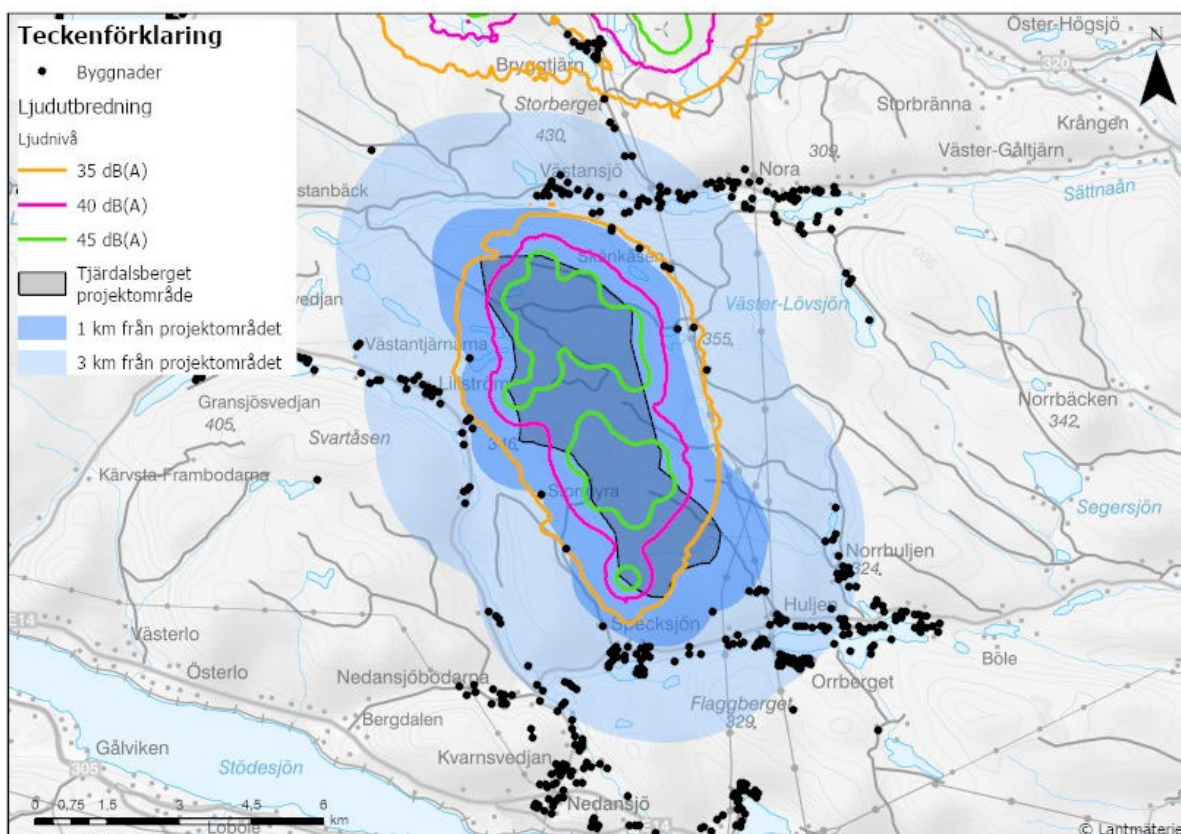 Teckenförklaring
Byggnader
Ljudutbredning
Ljudnivå
35 dB(A)
40 dB(A)
45 dB(A)
Tjärdalsberget
projektområde
1 km från projektområdet
3 km från projektområdet
Öster-Högsjö
N
320
Bryggtjärn
Storberget
430
Storbränna
Krången
309
Väster-Gåltjärn
Västansjö
Nora
Sättnaån
stanbäck
Skönkåsen
svedjan
Väster-Lövsjön
355
Västantjärnarna
Lillström
Gransjösvedjan
405
Svartåsen
346
Norrbäcken
342
Kärvsta-Frambodarna
Segersjön
Norrhuljen
324
E14
Specksjön
Huljen
Västerlo
Böle
Österlo
Nedansjöbodarna
Orrberget
Flaggberget
329
Bergdalen
Gålviken
Kvarnsvedjan
305
Stödesjön
0 0,75 1,5 3 4,5 6
km
Nedansjö
Loböle
E14
© Lantmäterie